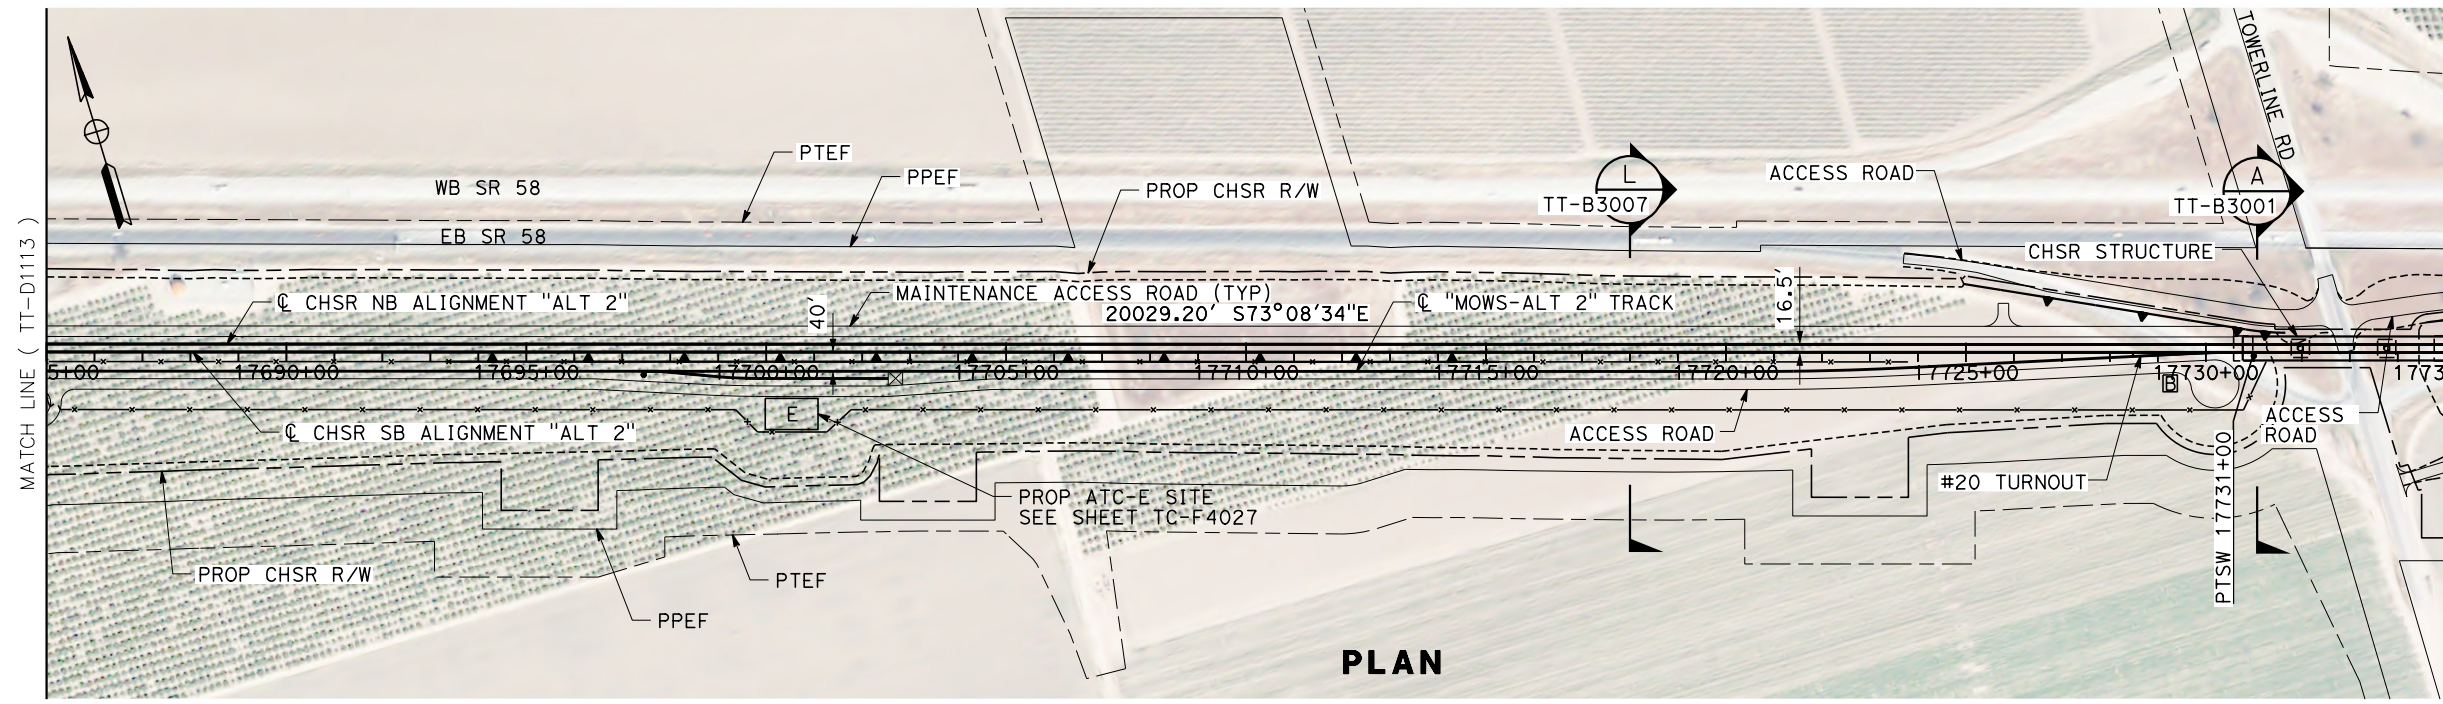 TOWERLINE RD
PTEF
PPEF
WB SR 58
PROP CHSR R/W
L
TT-B3007
ACCESS ROAD
A
TT-B3001
EB SR 58
CHSR STRUCTURE
MATCH LINE ( TT-D1113 )
℄ CHSR NB ALIGNMENT "ALT 2"
40'
MAINTENANCE ACCESS ROAD (TYP)
20029.20' S73°08'34"E
℄ "MOWS-ALT 2" TRACK
16.5'
5+00
17690+00
17695+00
17700+00
17705+00
17710+00
17715+00
17720+00
17725+00
17730+00
1773
B
E
℄ CHSR SB ALIGNMENT "ALT 2"
ACCESS ROAD
ACCESS
ROAD
#20 TURNOUT
PTSW 17731+00
PROP ATC-E SITE
SEE SHEET TC-F4027
PROP CHSR R/W
PTEF
PPEF
PLAN